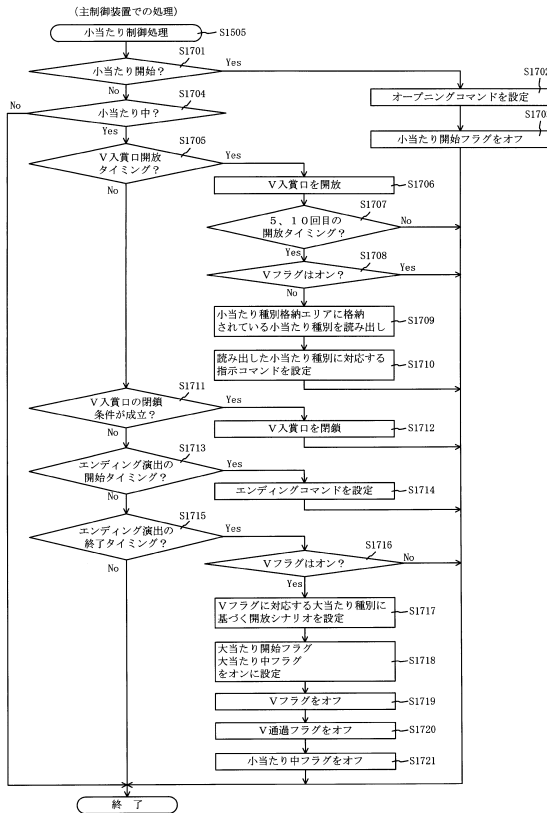 (主制御装置での処理)
小当たり制御処理
S1505
S1701
小当たり開始?
Yes
No
S1702
オープニングコマンドを設定
S1703
小当たり開始フラグをオフ
S1704
小当たり中?
No
Yes
S1705
V入賞口開放
タイミング?
Yes
No
V入賞口を開放
S1706
S1707
5、10回目の
開放タイミング?
No
Yes
S1708
Vフラグはオン?
Yes
No
小当たり種別格納エリアに格納
されている小当たり種別を読み出し
S1709
読み出した小当たり種別に対応する
指示コマンドを設定
S1710
S1711
V入賞口の閉鎖
条件が成立?
Yes
No
V入賞口を閉鎖
S1712
S1713
エンディング演出の
開始タイミング?
Yes
No
エンディングコマンドを設定
S1714
S1715
エンディング演出の
終了タイミング?
Yes
No
S1716
Vフラグはオン?
No
Yes
Vフラグに対応する大当たり種別に
基づく開放シナリオを設定
S1717
大当たり開始フラグ
大当たり中フラグ
をオンに設定
S1718
Vフラグをオフ
S1719
V通過フラグをオフ
S1720
小当たり中フラグをオフ
S1721
終 了